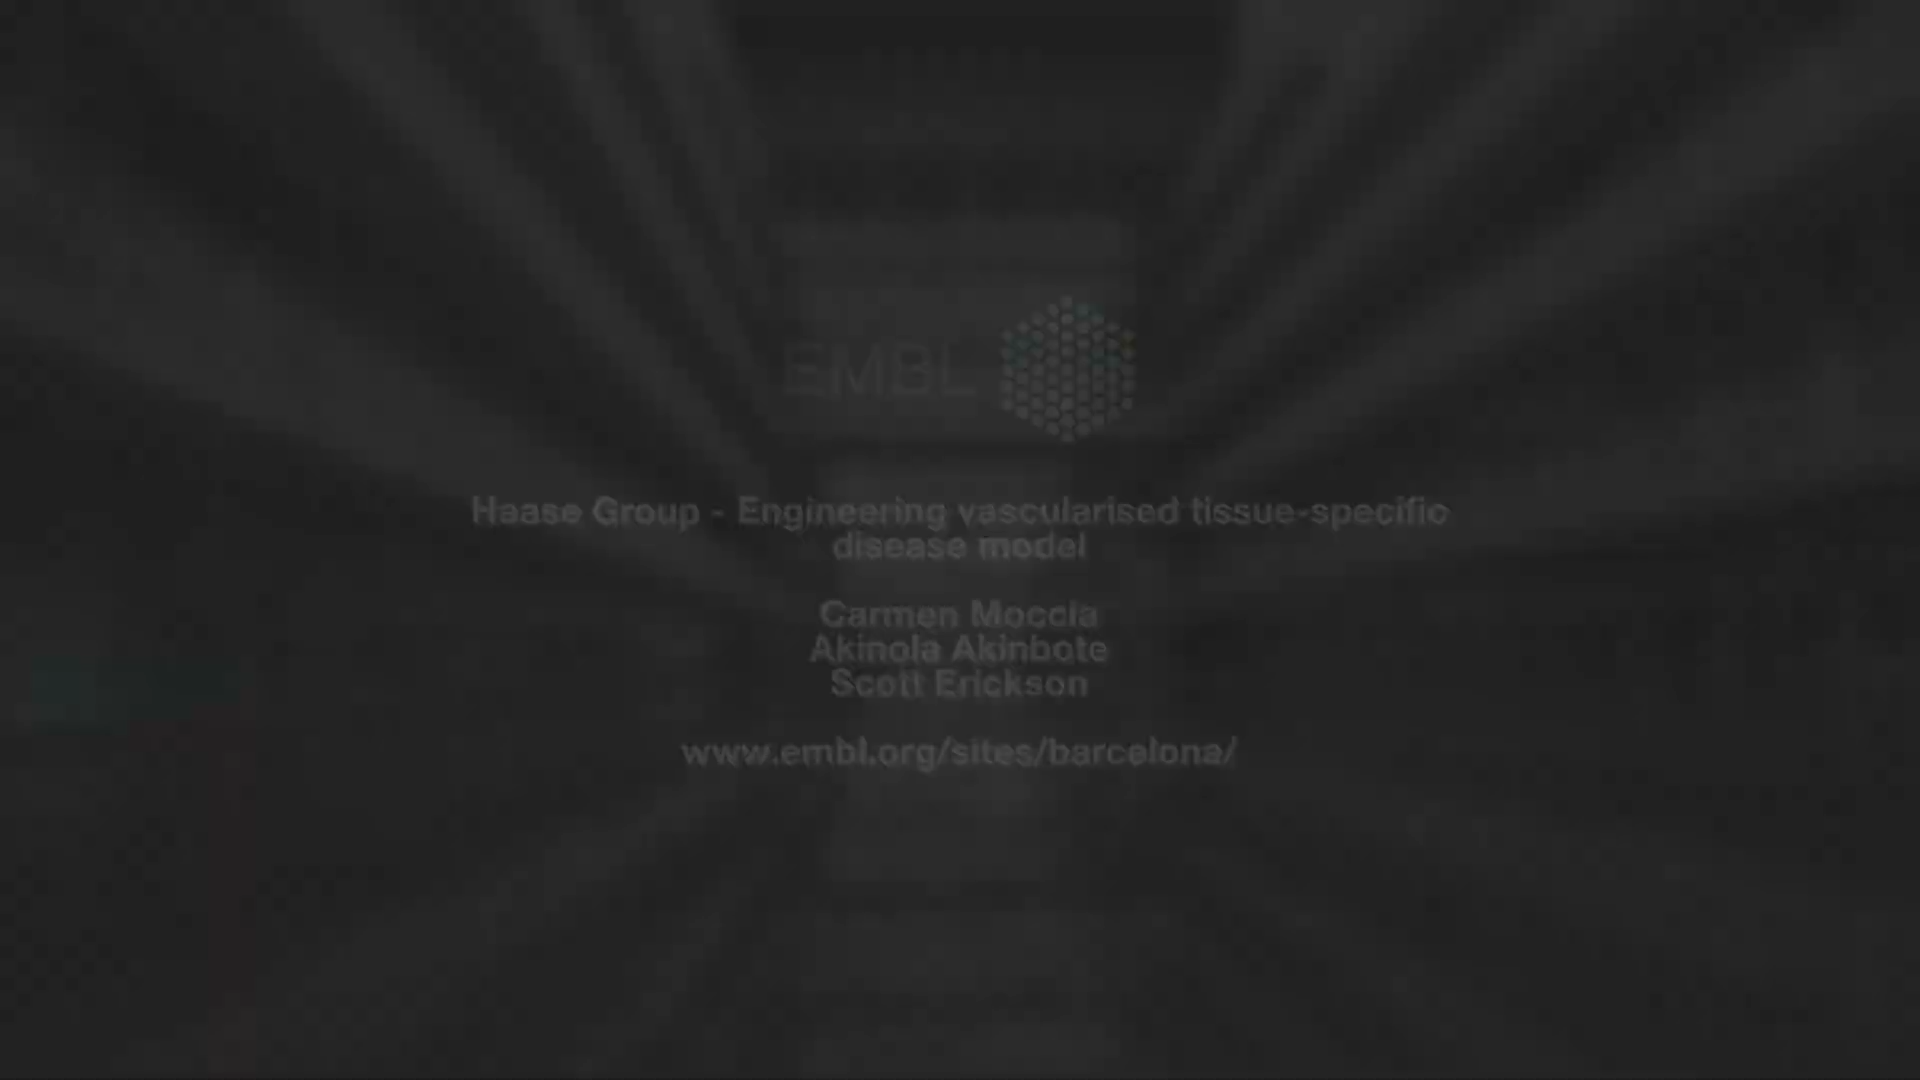 EMBL
Haase Group - Engineering vascularised tissue-specific
disease model
Carmen Moccia
Akinola Akinbote
Scott Erickson
www.embl.org/sites/barcelona/